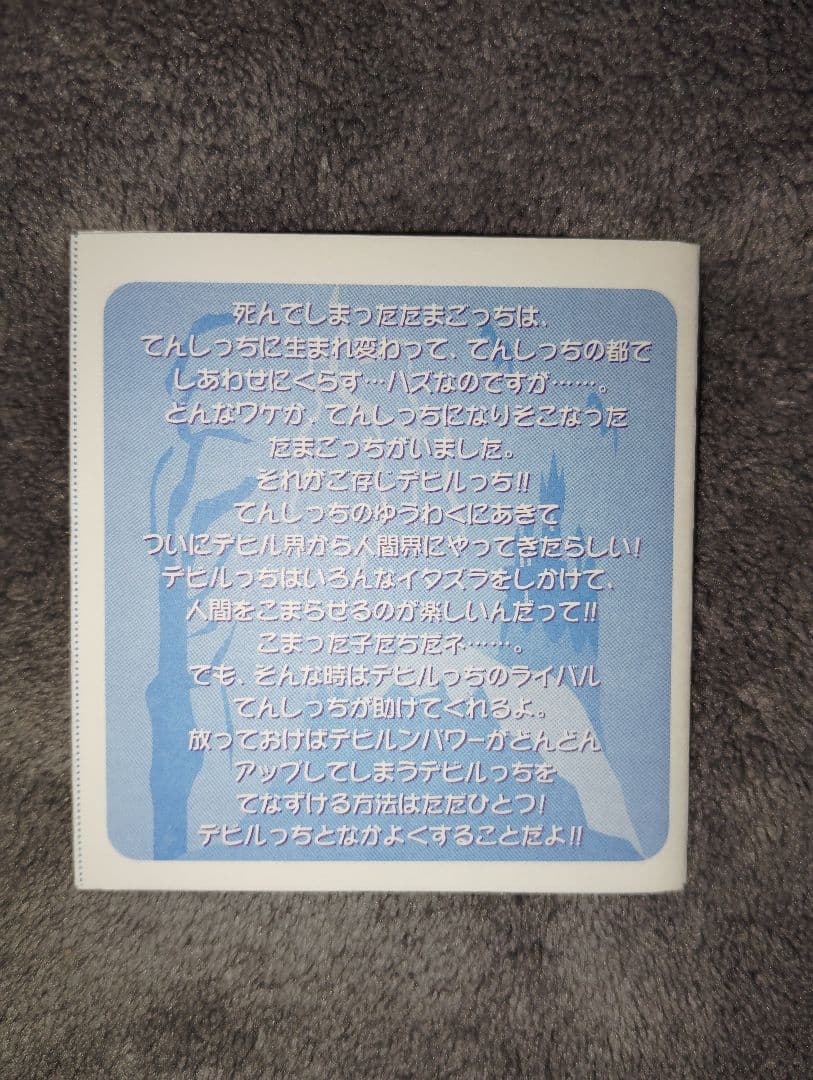 死んでしまったたまごっちは、
てんしっちに生まれ変わって、てんしっちの都で
しあわせにくらす…ハズなのですが……。
どんなワケか、てんしっちになりそこなった
たまごっちがいました。
それがご存じデビルっち!!
てんしっちのゆうわくにあきて
ついにデビル界から人間界にやってきたらしい!
デビルっちはいろんなイタズラをしかけて、
人間をこまらせるのが楽しいんだって!!
こまった子たちだネ……。
でも、そんな時はデビルっちのライバル
てんしっちが助けてくれるよ。
放っておけばデビルンパワーがどんどん
アップしてしまうデビルっちを
てなずける方法はただひとつ!
デビルっちとなかよくすることだよ!!